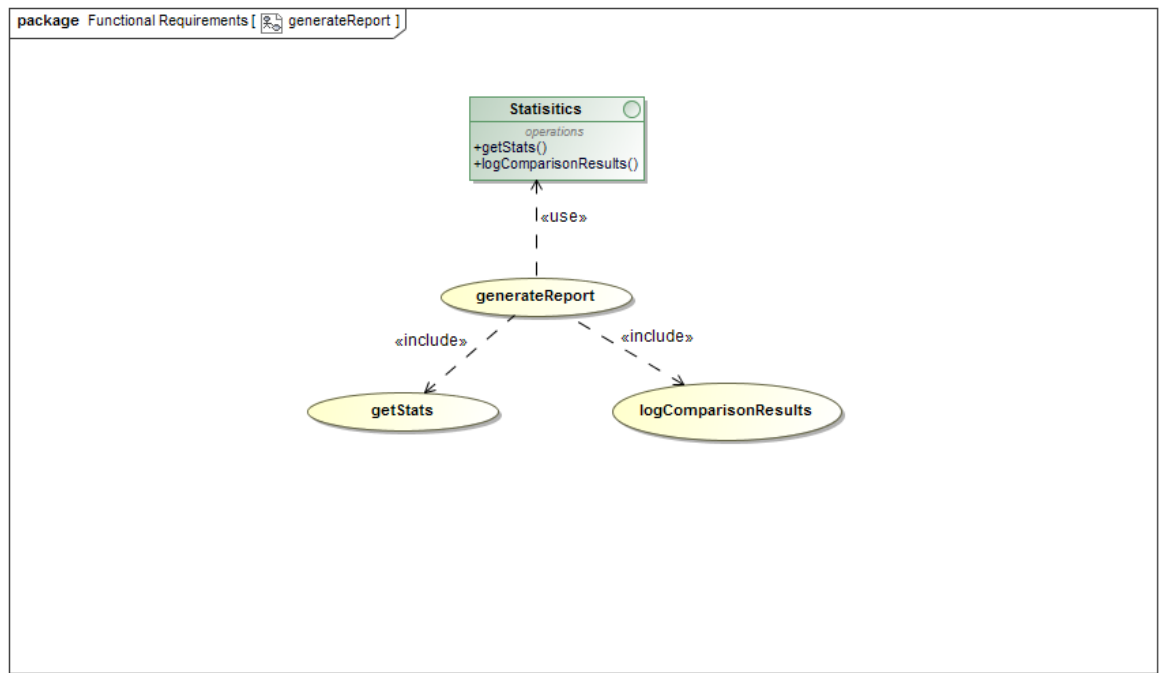 package Functional Requirements [ generateReport ]
Statisitics
operations
+getStats()
+logComparisonResults()
«use»
generateReport
«include»
«include»
getStats
logComparisonResults